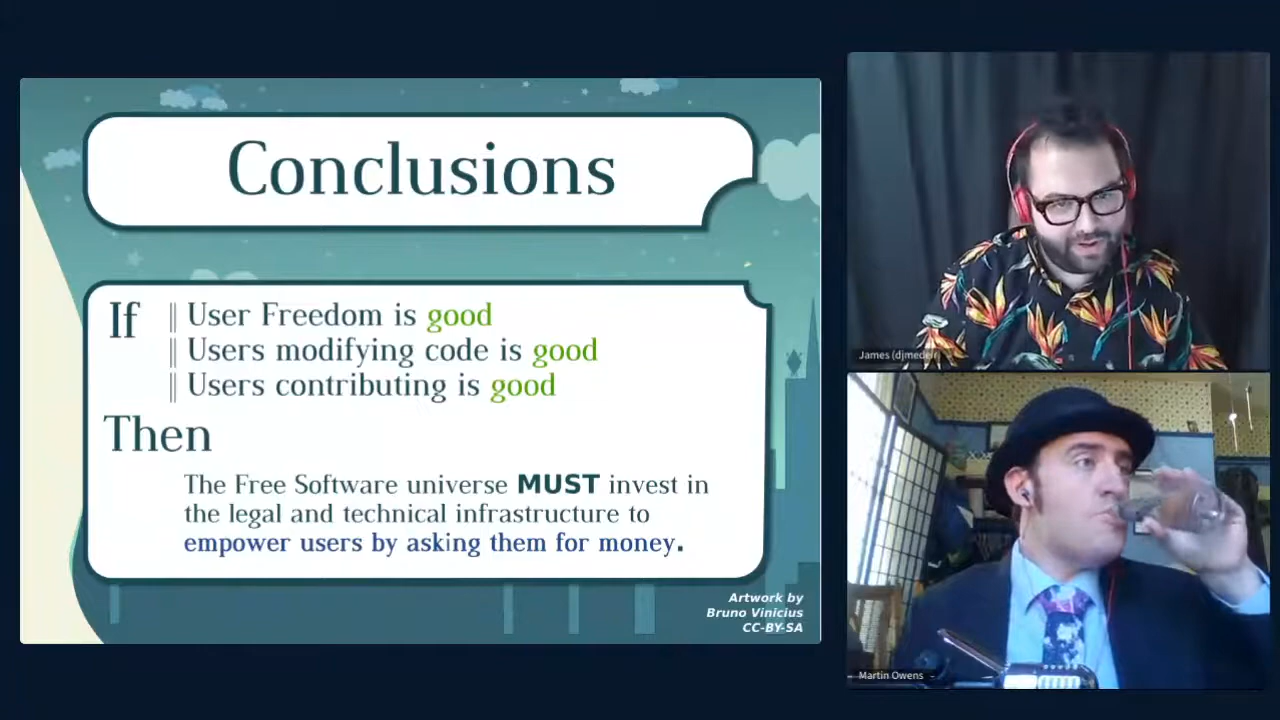 Conclusions
If
User Freedom is good
Users modifying code is good
Users contributing is good
Then
The Free Software universe MUST invest in
the legal and technical infrastructure to
empower users by asking them for money.
Artwork by
Bruno Vinicius
CC-BY-SA
James (djmedei
Martin Owens